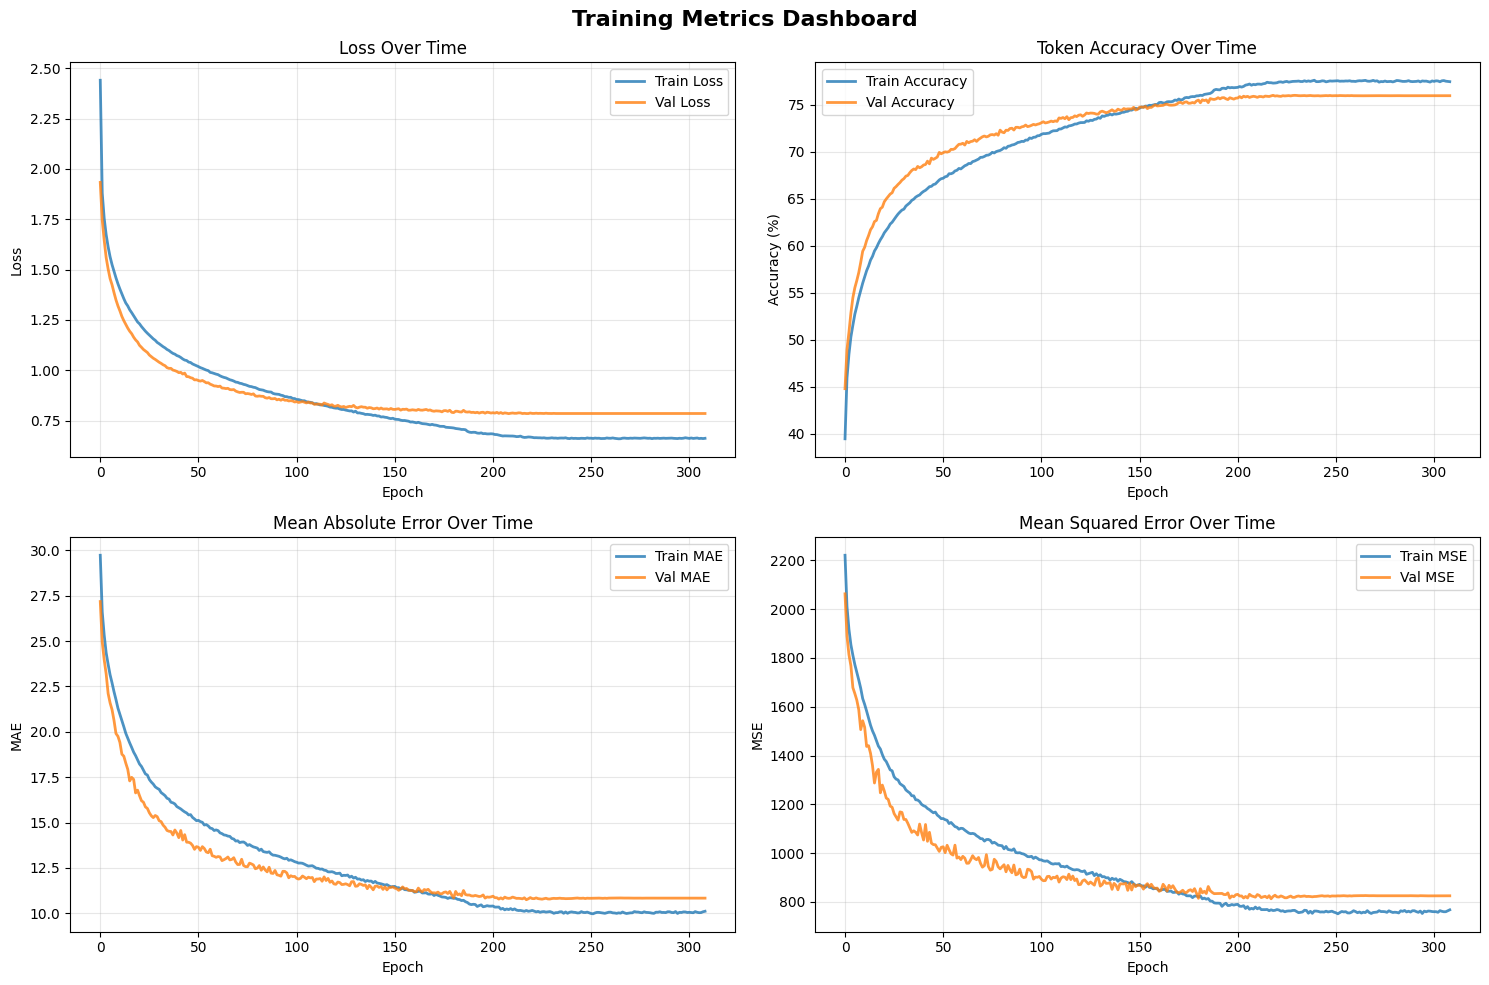 Training Metrics Dashboard
Loss Over Time
Train Loss
Val Loss
Loss
2.50
2.25
2.00
1.75
1.50
1.25
1.00
0.75
0 50 100 150 200 250 300
Epoch
Token Accuracy Over Time
Train Accuracy
Val Accuracy
Accuracy (%)
75
70
65
60
55
50
45
40
0 50 100 150 200 250 300
Epoch
Mean Absolute Error Over Time
Train MAE
Val MAE
MAE
30.0
27.5
25.0
22.5
20.0
17.5
15.0
12.5
10.0
0 50 100 150 200 250 300
Epoch
Mean Squared Error Over Time
Train MSE
Val MSE
MSE
2200
2000
1800
1600
1400
1200
1000
800
0 50 100 150 200 250 300
Epoch